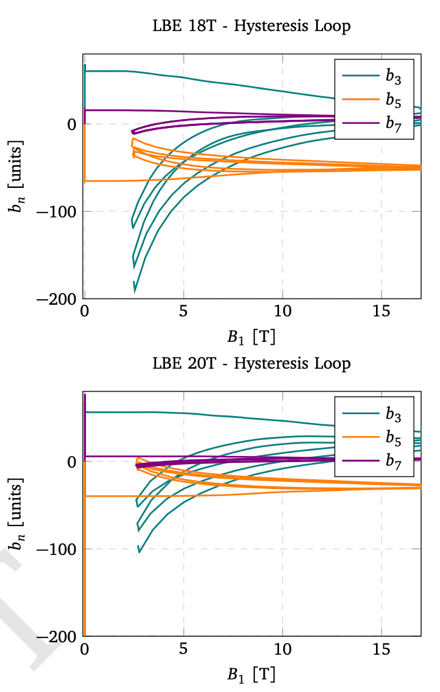 LBE 18T - Hysteresis Loop
b₃
b₅
b₇
0
−100
−200
bₙ [units]
0 5 10 15
B₁ [T]
LBE 20T - Hysteresis Loop
b₃
b₅
b₇
0
−100
−200
bₙ [units]
0 5 10 15
B₁ [T]
T